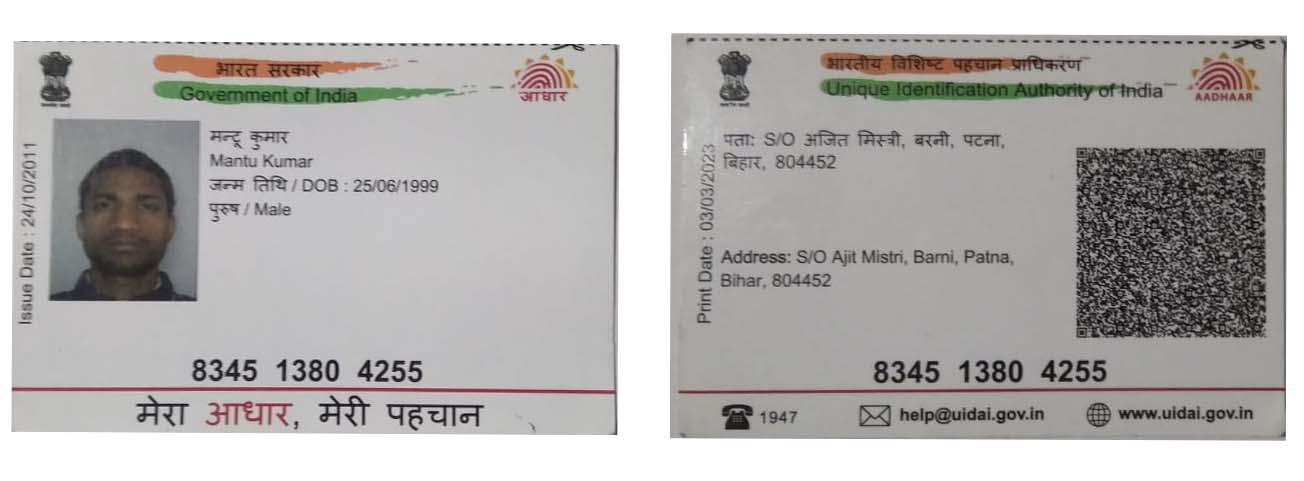 भारत सरकार
Government of India
आधार
Issue Date : 24/10/2011
मन्टू कुमार
Mantu Kumar
जन्म तिथि / DOB : 25/06/1999
पुरुष / Male
8345 1380 4255
मेरा आधार, मेरी पहचान
भारतीय विशिष्ट पहचान प्राधिकरण
Unique Identification Authority of India
AADHAAR
Print Date : 03/03/2023
पता: S/O अजित मिस्त्री, बरनी, पटना,
बिहार, 804452
Address: S/O Ajit Mistri, Barni, Patna,
Bihar, 804452
8345 1380 4255
1947
help@uidai.gov.in
www.uidai.gov.in